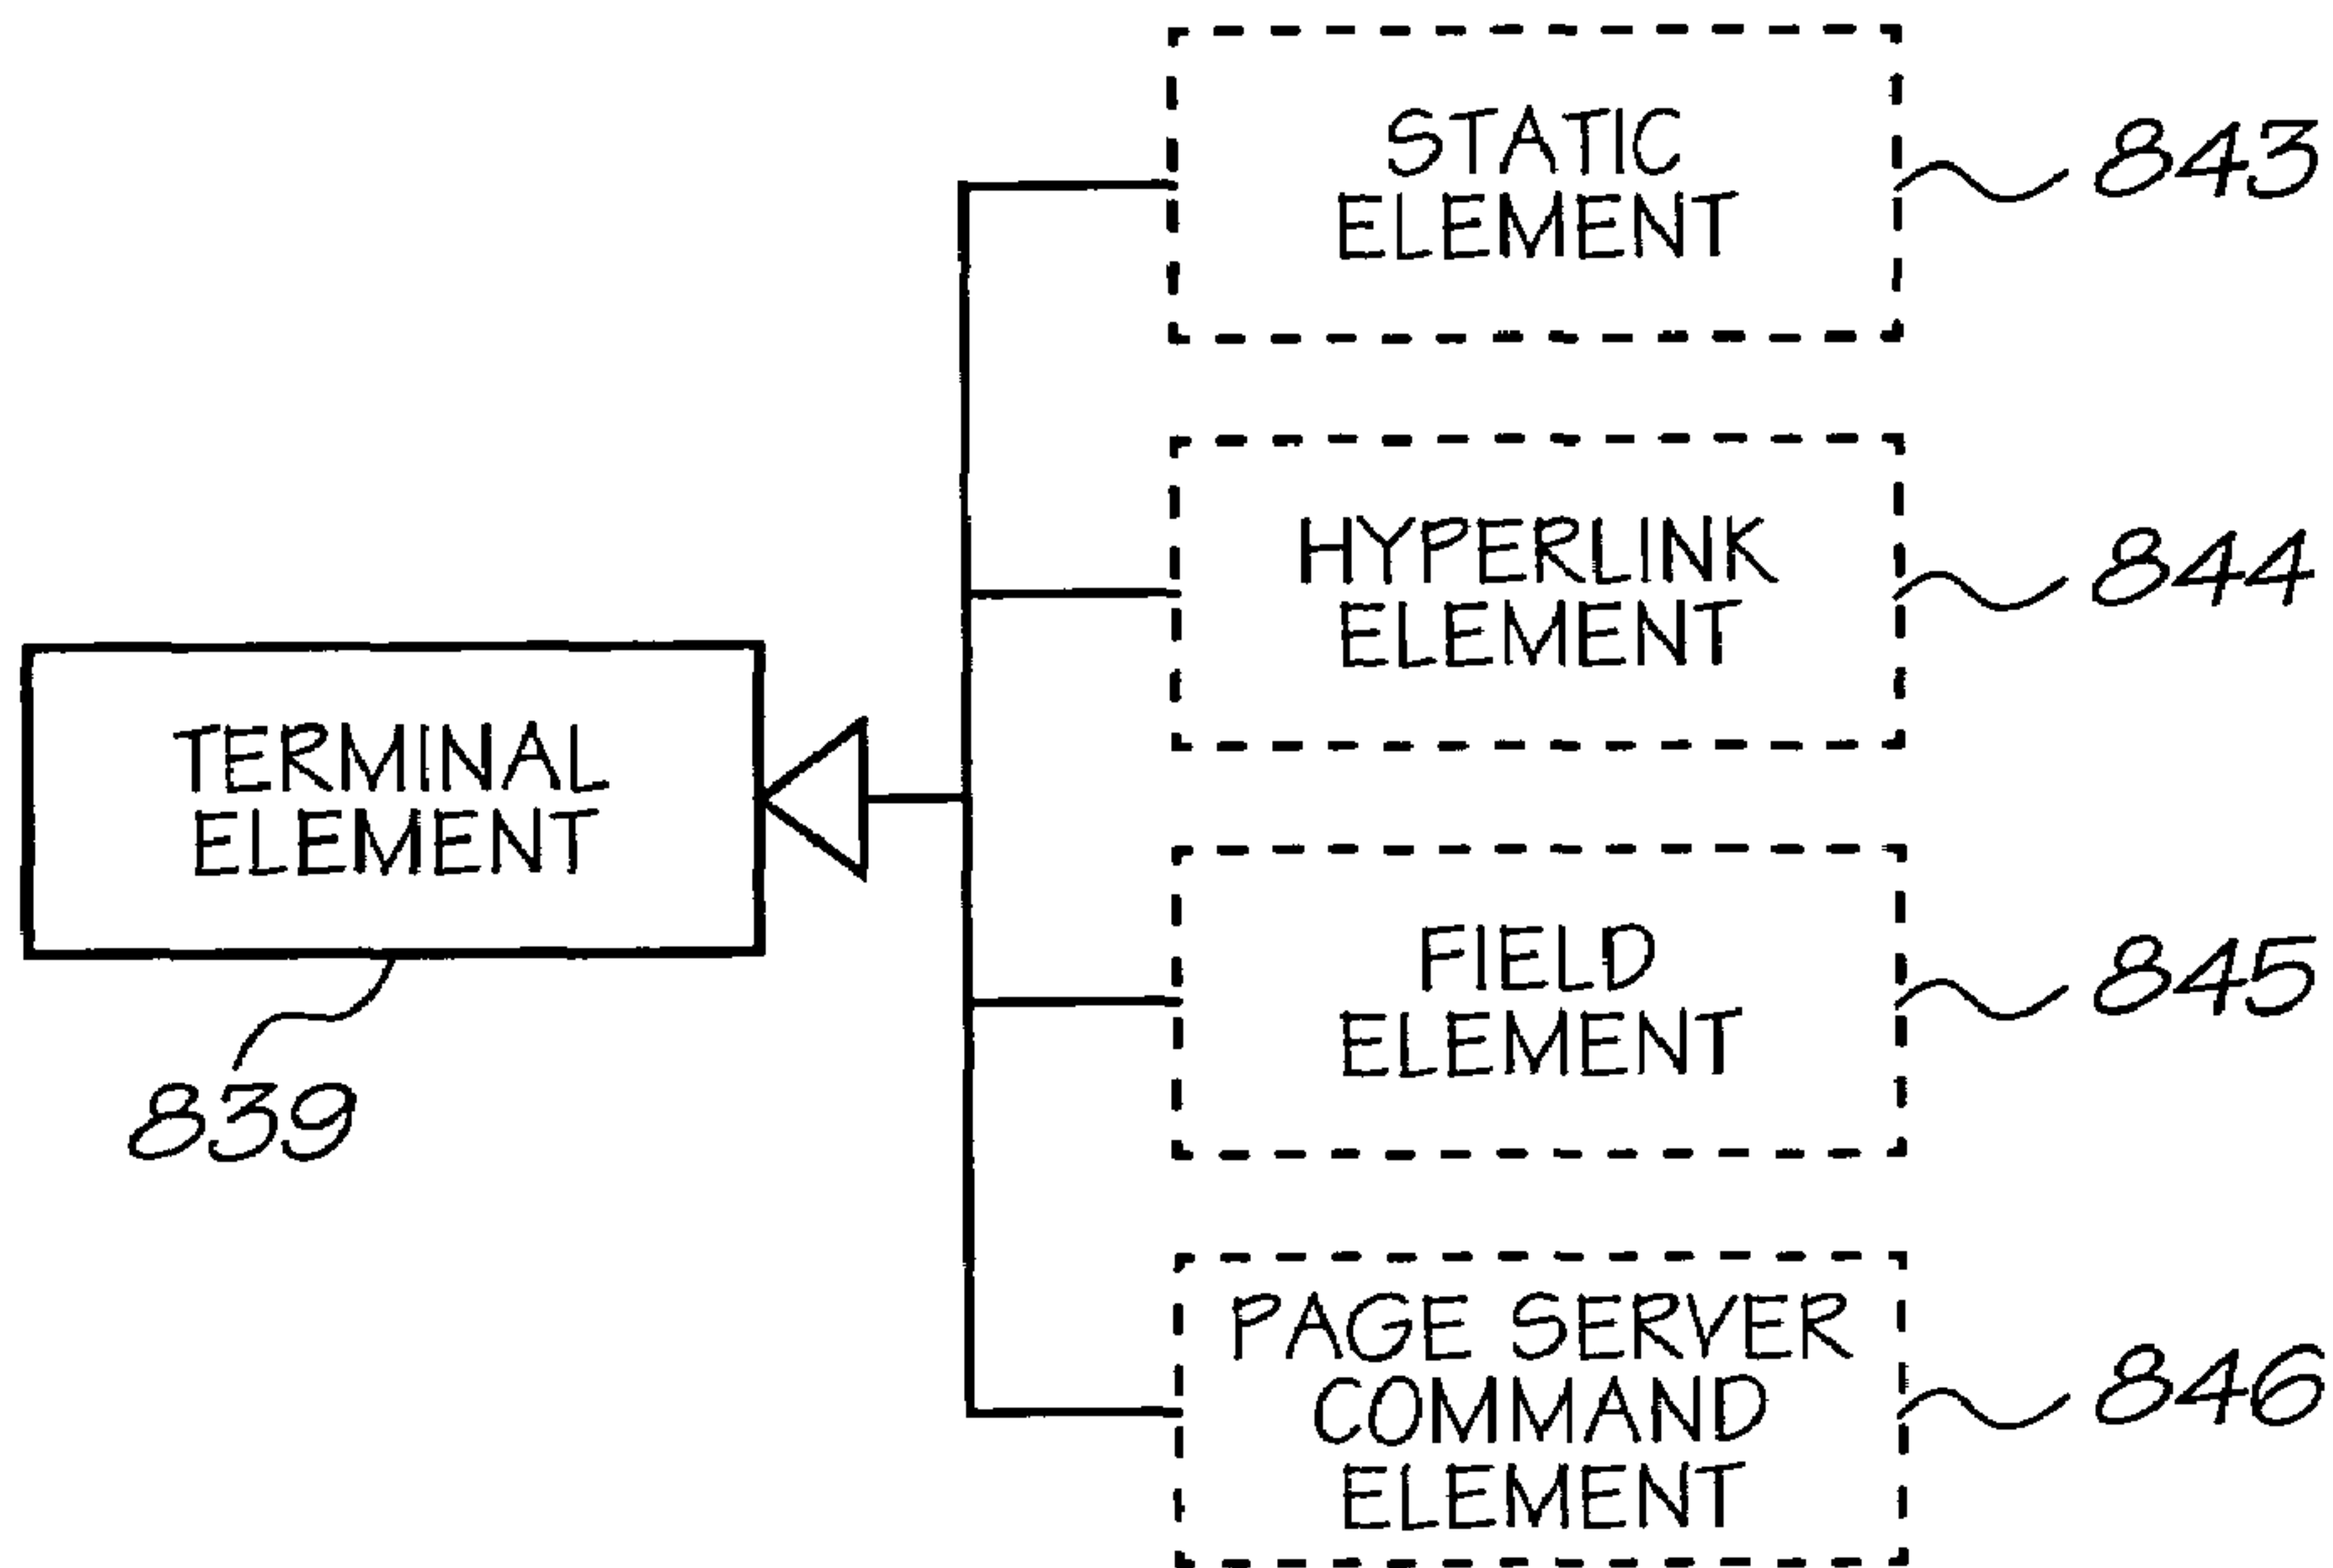 STATIC
ELEMENT
843
HYPERLINK
ELEMENT
844
TERMINAL
ELEMENT
839
FIELD
ELEMENT
845
PAGE SERVER
COMMAND
ELEMENT
846